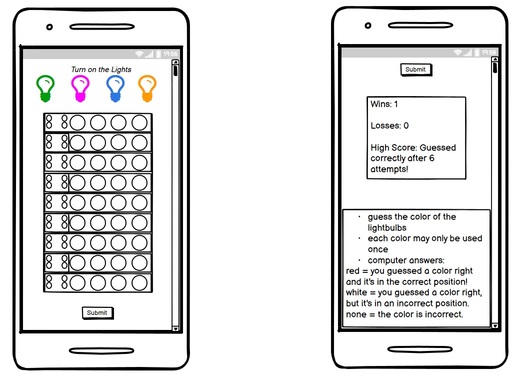 Turn on the Lights
Submit
Submit
Wins: 1
Losses: 0
High Score: Guessed
correctly after 6
attempts!
· guess the color of the
lightbulbs
· each color may only be used
once
· computer answers:
red = you guessed a color right
and it's in the correct position!
white = you guessed a color right,
but it's in an incorrect position.
none = the color is incorrect.